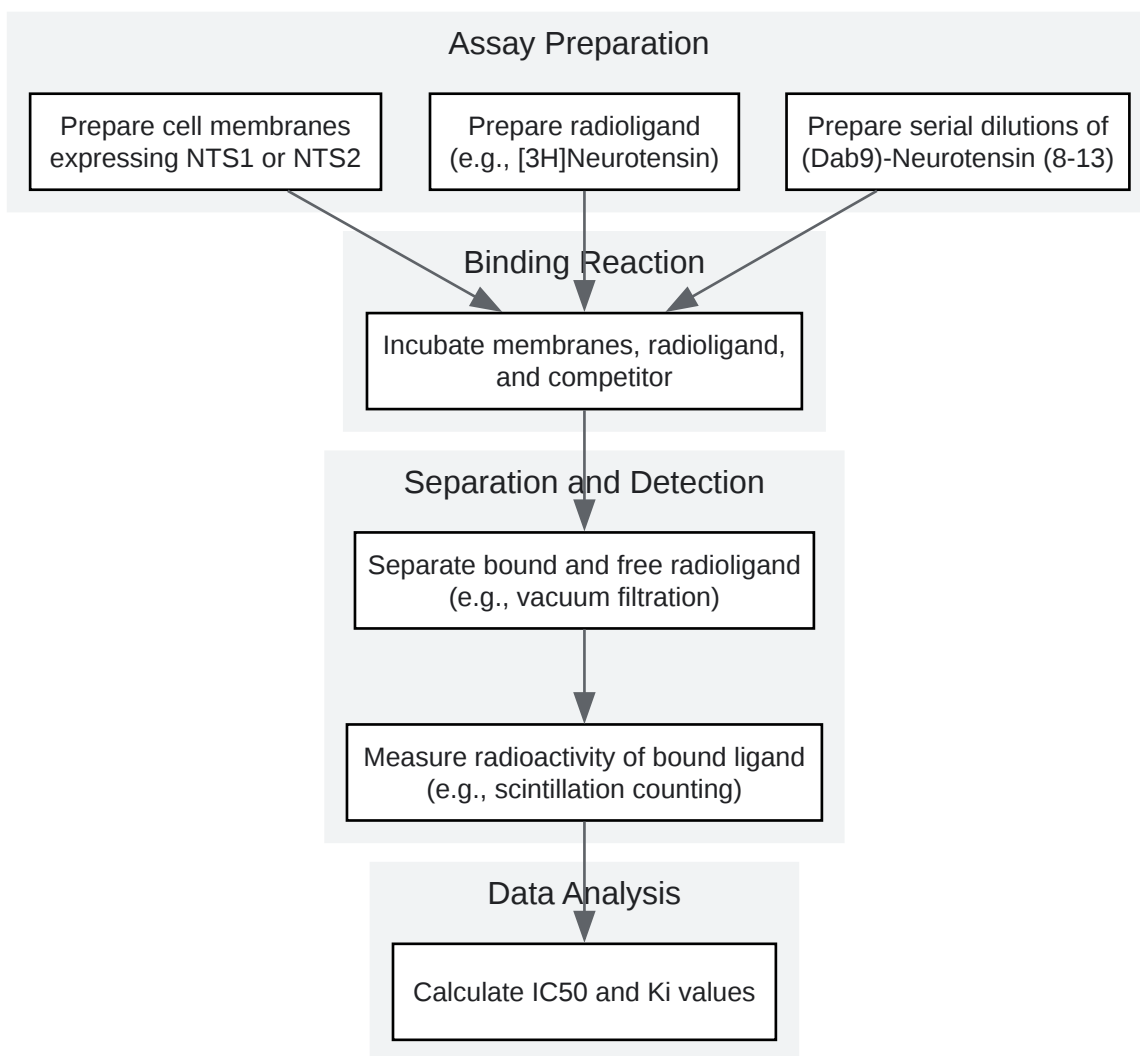 Assay Preparation
Prepare cell membranes
expressing NTS1 or NTS2
Prepare radioligand
(e.g., [3H]Neurotensin)
Prepare serial dilutions of
(Dab9)-Neurotensin (8-13)
Binding Reaction
Incubate membranes, radioligand,
and competitor
Separation and Detection
Separate bound and free radioligand
(e.g., vacuum filtration)
Measure radioactivity of bound ligand
(e.g., scintillation counting)
Data Analysis
Calculate IC50 and Ki values